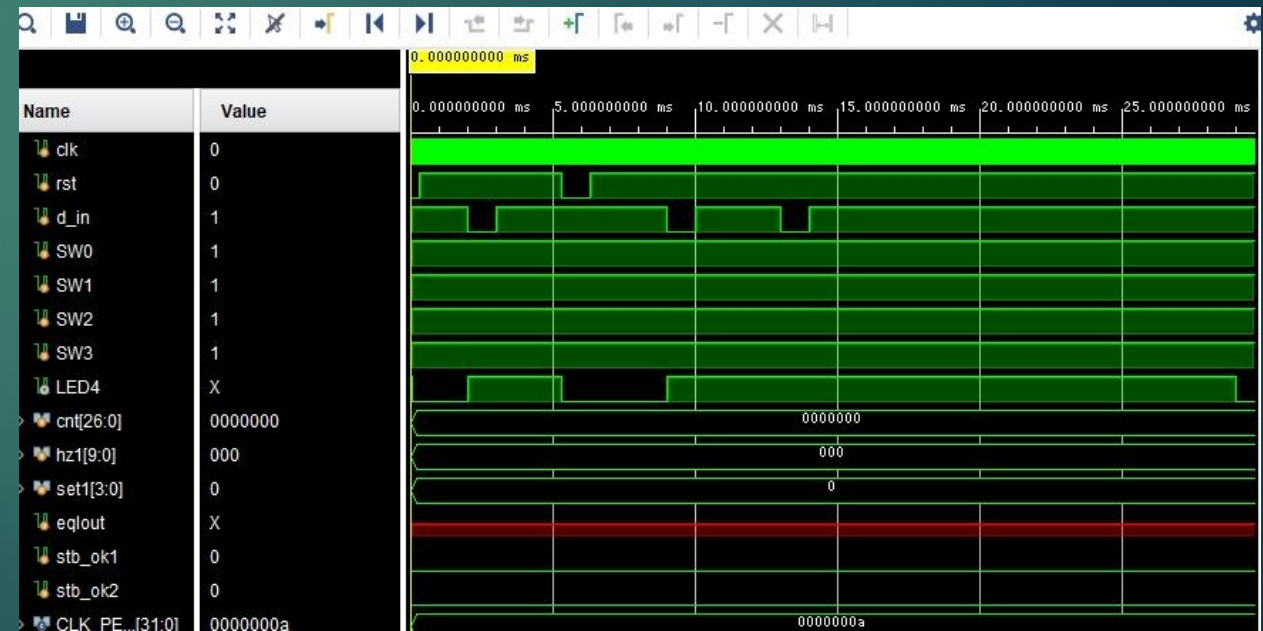 0.000000000 ms
Name Value 0.000000000 ms 5.000000000 ms 10.000000000 ms 15.000000000 ms 20.000000000 ms 25.000000000 ms
clk 0
rst 0
d_in 1
SW0 1
SW1 1
SW2 1
SW3 1
LED4 X
cnt[26:0] 0000000 0000000
hz1[9:0] 000 000
set1[3:0] 0 0
eqlout X
stb_ok1 0
stb_ok2 0
CLK_PE...[31:0] 0000000a 0000000a